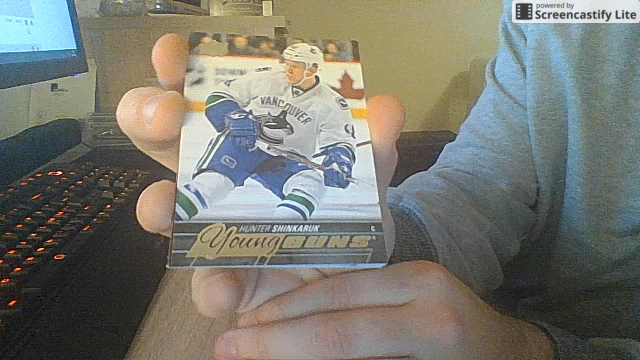 powered by
Screencastify Lite
VANCOUVER
HUNTER SHINKARUK C
Young GUNS